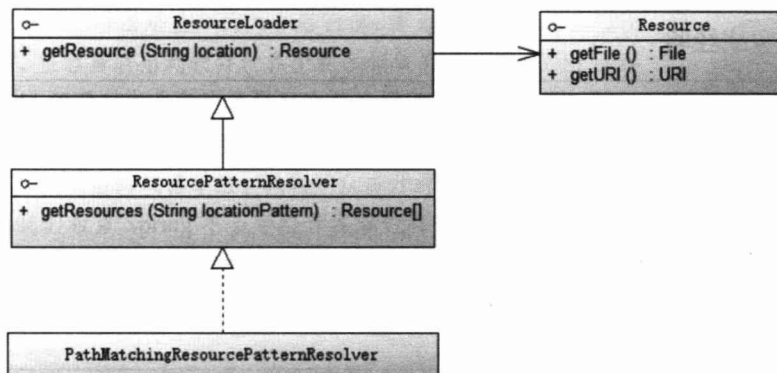 ResourceLoader
+ getResource (String location) : Resource
Resource
+ getFile () : File
+ getURI () : URI
ResourcePatternResolver
+ getResources (String locationPattern) : Resource[]
PathMatchingResourcePatternResolver